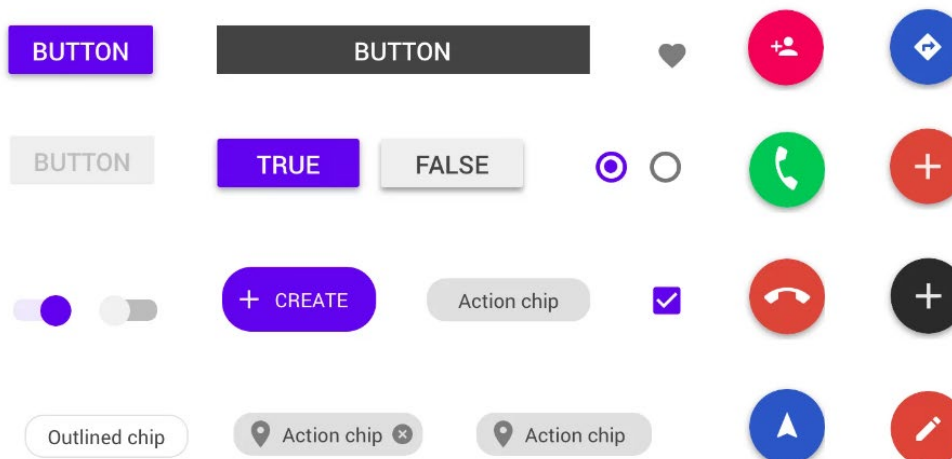 BUTTON
BUTTON
BUTTON
TRUE
FALSE
CREATE
Action chip
Outlined chip
Action chip
Action chip